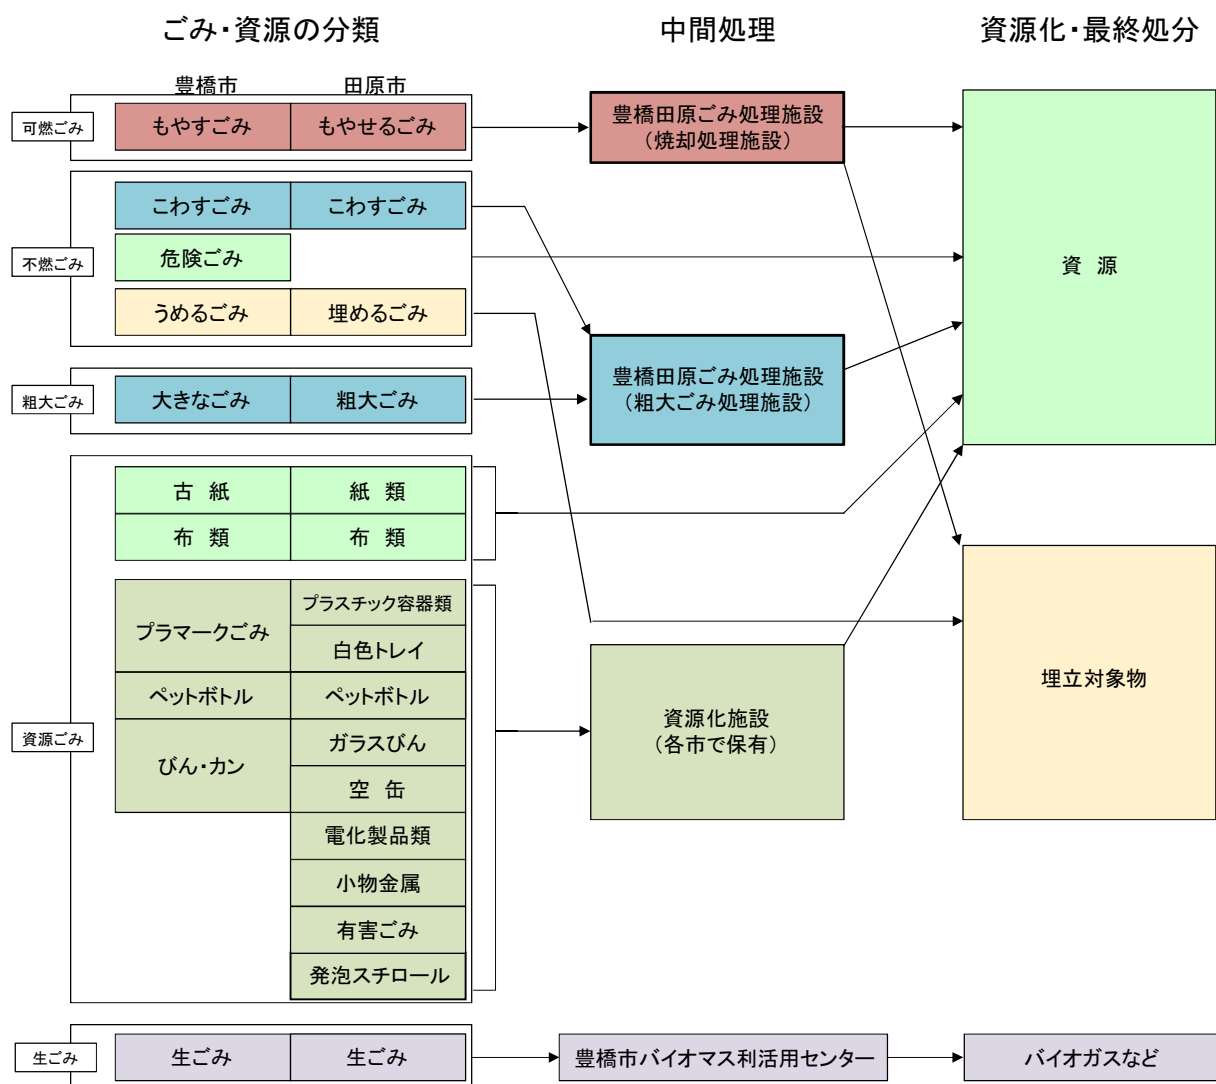 ごみ・資源の分類
中間処理
資源化・最終処分
豊橋市
田原市
可燃ごみ
もやすごみ
もやせるごみ
豊橋田原ごみ処理施設
（焼却処理施設）
不燃ごみ
こわすごみ
こわすごみ
危険ごみ
うめるごみ
埋めるごみ
資 源
粗大ごみ
大きなごみ
粗大ごみ
豊橋田原ごみ処理施設
（粗大ごみ処理施設）
資源ごみ
古 紙
紙 類
布 類
布 類
プラマークごみ
プラスチック容器類
白色トレイ
ペットボトル
ペットボトル
びん・カン
ガラスびん
空 缶
電化製品類
小物金属
有害ごみ
発泡スチロール
資源化施設
（各市で保有）
埋立対象物
生ごみ
生ごみ
生ごみ
豊橋市バイオマス利活用センター
バイオガスなど